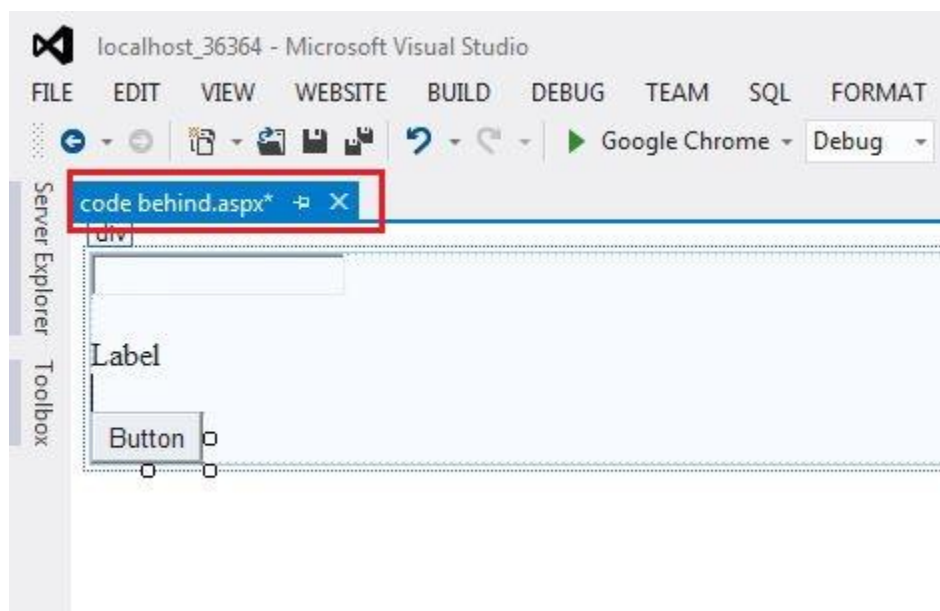 localhost_36364 - Microsoft Visual Studio
FILE EDIT VIEW WEBSITE BUILD DEBUG TEAM SQL FORMAT
Google Chrome Debug
Server Explorer
Toolbox
code behind.aspx*
div
Label
Button